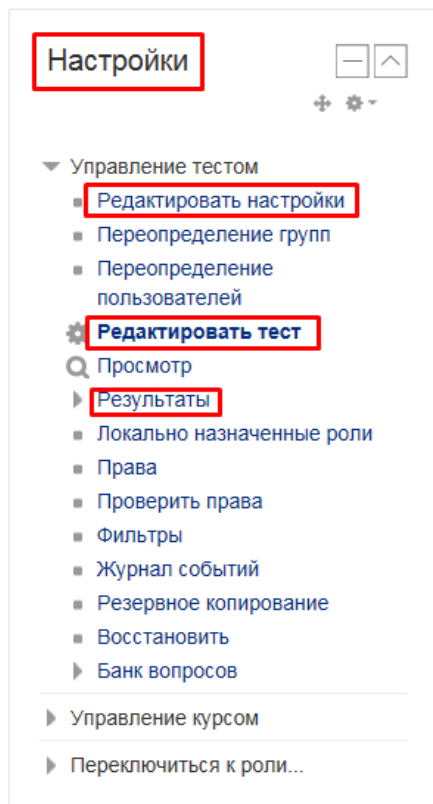 Настройки
Управление тестом
Редактировать настройки
Переопределение групп
Переопределение
пользователей
Редактировать тест
Просмотр
Результаты
Локально назначенные роли
Права
Проверить права
Фильтры
Журнал событий
Резервное копирование
Восстановить
Банк вопросов
Управление курсом
Переключиться к роли...